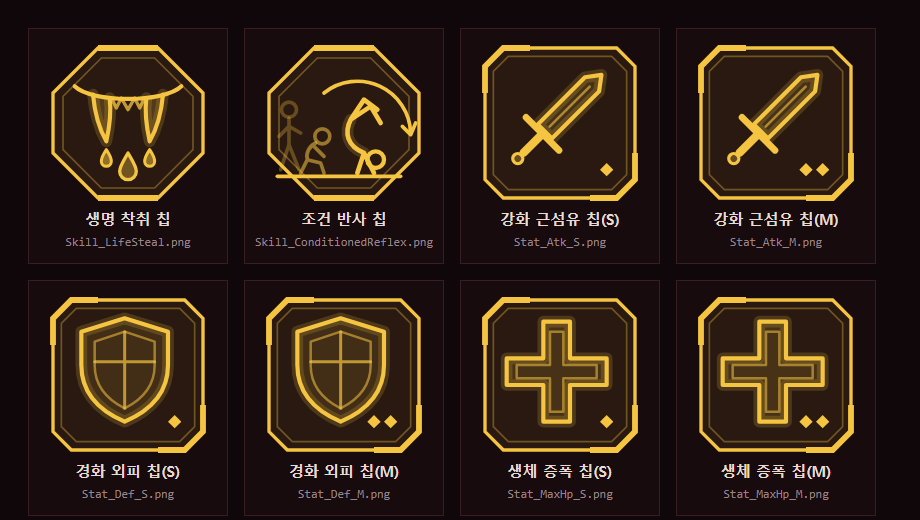 생명 착취 칩
Skill_LifeSteal.png
조건 반사 칩
Skill_ConditionedReflex.png
강화 근섬유 칩(S)
Stat_Atk_S.png
강화 근섬유 칩(M)
Stat_Atk_M.png
경화 외피 칩(S)
Stat_Def_S.png
경화 외피 칩(M)
Stat_Def_M.png
생체 증폭 칩(S)
Stat_MaxHp_S.png
생체 증폭 칩(M)
Stat_MaxHp_M.png